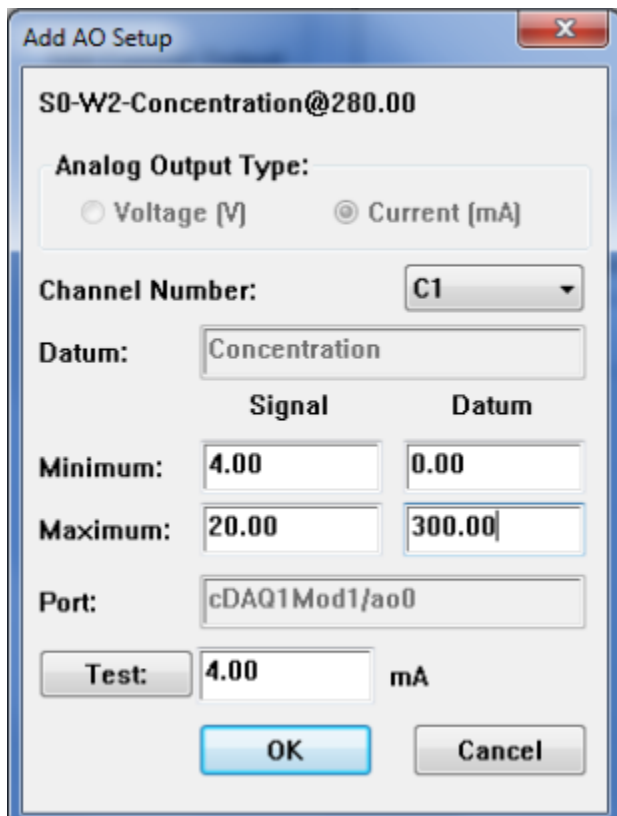 Add AO Setup
S0-W2-Concentration@280.00
Analog Output Type:
Voltage (V) Current (mA)
Channel Number: C1
Datum: Concentration
Signal Datum
Minimum: 4.00 0.00
Maximum: 20.00 300.00
Port: cDAQ1Mod1/ao0
Test: 4.00 mA
OK Cancel